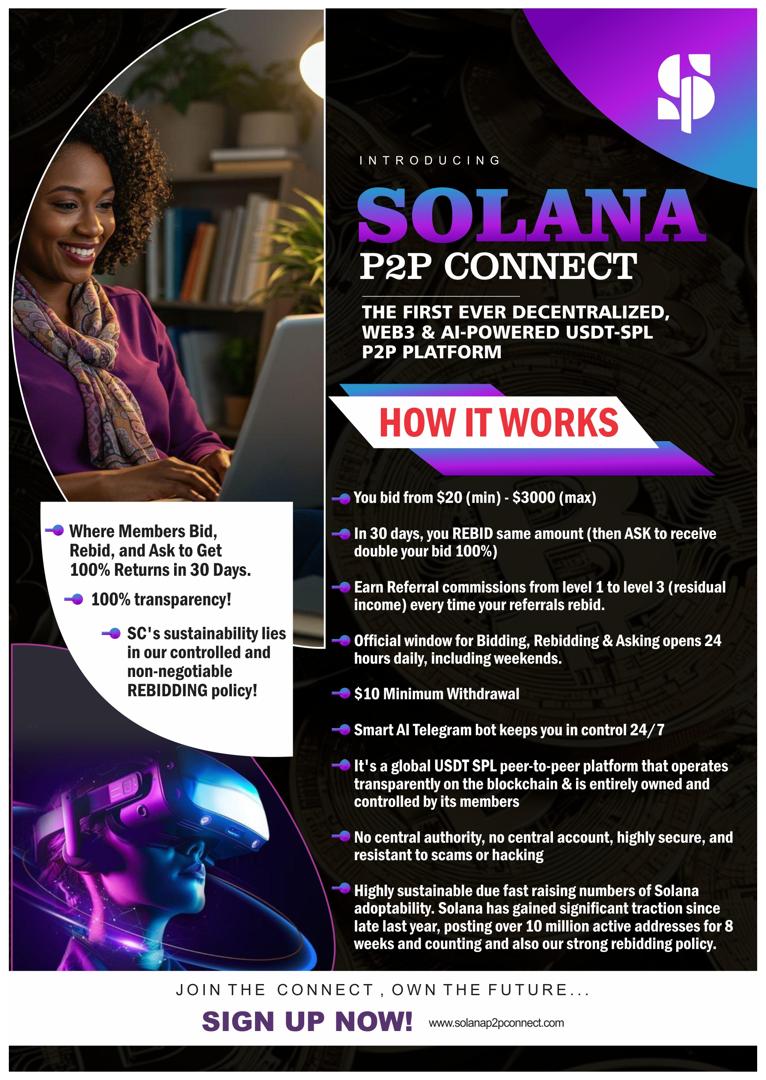 INTRODUCING
SOLANA
P2P CONNECT
THE FIRST EVER DECENTRALIZED,
WEB3 & AI-POWERED USDT-SPL
P2P PLATFORM
HOW IT WORKS
You bid from $20 (min) - $3000 (max)
In 30 days, you REBID same amount (then ASK to receive
double your bid 100%)
Earn Referral commissions from level 1 to level 3 (residual
income) every time your referrals rebid.
Official window for Bidding, Rebidding & Asking opens 24
hours daily, including weekends.
$10 Minimum Withdrawal
Smart AI Telegram bot keeps you in control 24/7
It's a global USDT SPL peer-to-peer platform that operates
transparently on the blockchain & is entirely owned and
controlled by its members
No central authority, no central account, highly secure, and
resistant to scams or hacking
Highly sustainable due fast raising numbers of Solana
adoptability. Solana has gained significant traction since
late last year, posting over 10 million active addresses for 8
weeks and counting and also our strong rebidding policy.
Where Members Bid,
Rebid, and Ask to Get
100% Returns in 30 Days.
100% transparency!
SC's sustainability lies
in our controlled and
non-negotiable
REBIDDING policy!
JOIN THE CONNECT , OWN THE FUTURE...
SIGN UP NOW! www.solanap2pconnect.com